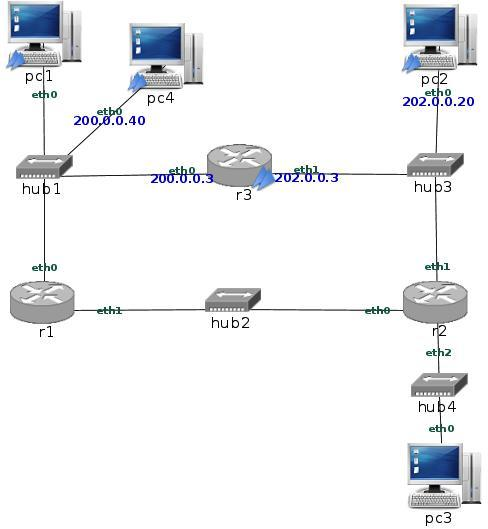 pc1
eth0
eth0
pc4
200.0.0.40
pc2
eth0
202.0.0.20
hub1
eth0
200.0.0.3
r3
eth1
202.0.0.3
hub3
eth0
r1
eth1
hub2
eth0
eth1
r2
eth2
hub4
eth0
pc3